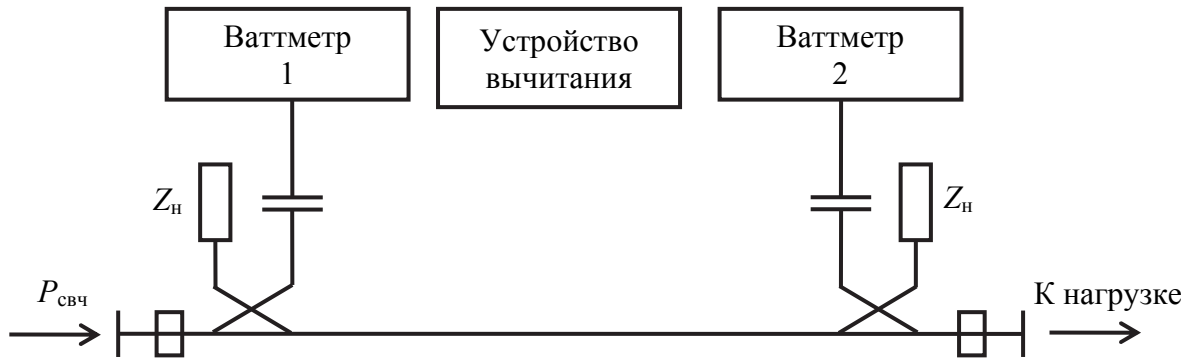 Ваттметр
1
Устройство
вычитания
Ваттметр
2
Zн
Zн
Pсвч
К нагрузке